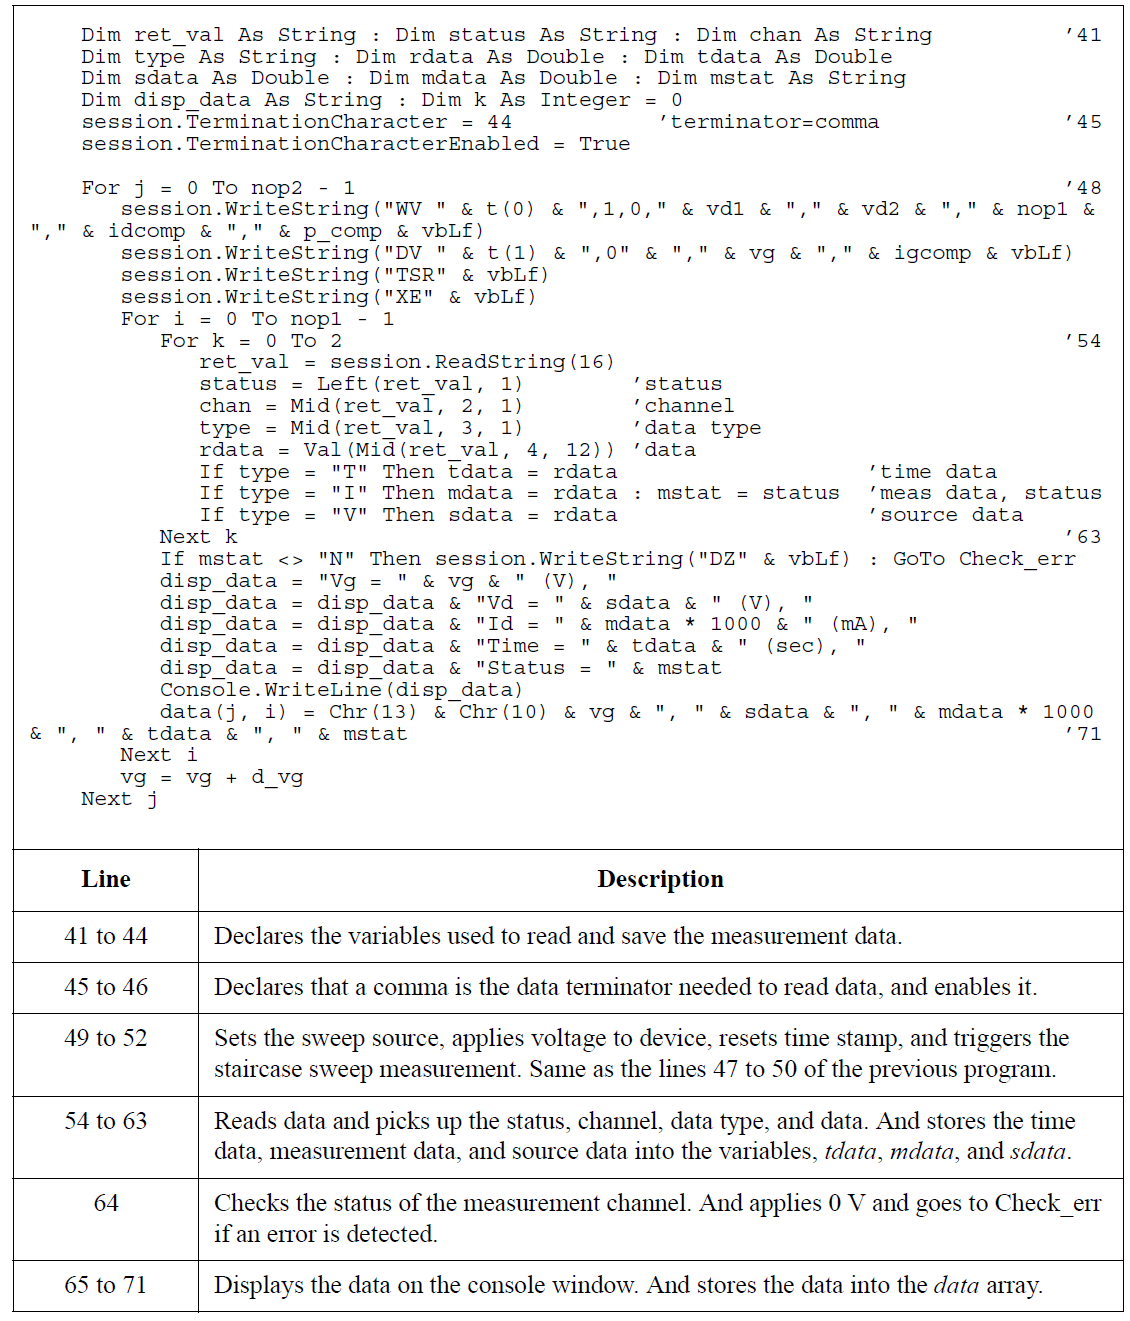 Dim ret_val As String : Dim status As String : Dim chan As String '41
Dim type As String : Dim rdata As Double : Dim tdata As Double
Dim sdata As Double : Dim mdata As Double : Dim mstat As String
Dim disp_data As String : Dim k As Integer = 0
session.TerminationCharacter = 44 'terminator=comma '45
session.TerminationCharacterEnabled = True
For j = 0 To nop2 - 1 '48
session.WriteString("WV " & t(0) & ",1,0," & vd1 & "," & vd2 & "," & nop1 &
"," & idcomp & "," & p_comp & vbLf)
session.WriteString("DV " & t(1) & ",0" & "," & vg & "," & igcomp & vbLf)
session.WriteString("TSR" & vbLf)
session.WriteString("XE" & vbLf)
For i = 0 To nop1 - 1
For k = 0 To 2 '54
ret_val = session.ReadString(16)
status = Left(ret_val, 1) 'status
chan = Mid(ret_val, 2, 1) 'channel
type = Mid(ret_val, 3, 1) 'data type
rdata = Val(Mid(ret_val, 4, 12)) 'data
If type = "T" Then tdata = rdata 'time data
If type = "I" Then mdata = rdata : mstat = status 'meas data, status
If type = "V" Then sdata = rdata 'source data
Next k '63
If mstat <> "N" Then session.WriteString("DZ" & vbLf) : GoTo Check_err
disp_data = "Vg = " & vg & " (V), "
disp_data = disp_data & "Vd = " & sdata & " (V), "
disp_data = disp_data & "Id = " & mdata * 1000 & " (mA), "
disp_data = disp_data & "Time = " & tdata & " (sec), "
disp_data = disp_data & "Status = " & mstat
Console.WriteLine(disp_data)
data(j, i) = Chr(13) & Chr(10) & vg & ", " & sdata & ", " & mdata * 1000
& ", " & tdata & ", " & mstat '71
Next i
vg = vg + d_vg
Next j
Line Description
41 to 44 Declares the variables used to read and save the measurement data.
45 to 46 Declares that a comma is the data terminator needed to read data, and enables it.
49 to 52 Sets the sweep source, applies voltage to device, resets time stamp, and triggers the
staircase sweep measurement. Same as the lines 47 to 50 of the previous program.
54 to 63 Reads data and picks up the status, channel, data type, and data. And stores the time
data, measurement data, and source data into the variables, tdata, mdata, and sdata.
64 Checks the status of the measurement channel. And applies 0 V and goes to Check_err
if an error is detected.
65 to 71 Displays the data on the console window. And stores the data into the data array.